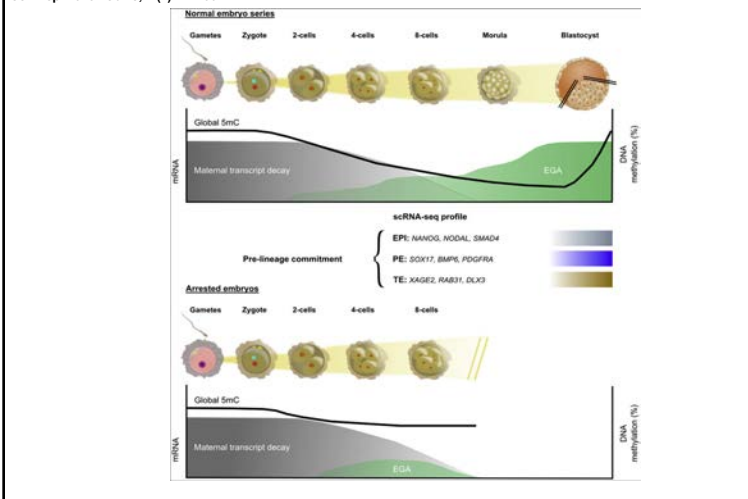 Normal embryo series
Gametes Zygote 2-cells 4-cells 8-cells Morula Blastocyst
Global 5mC
mRNA
Maternal transcript decay
EGA
DNA
methylation (%)
scRNA-seq profile
Pre-lineage commitment
EPI: NANOG, NODAL, SMAD4
PE: SOX17, BMP6, PDGFRA
TE: XAGE2, RAB31, DLX3
Arrested embryos
Gametes Zygote 2-cells 4-cells 8-cells
Global 5mC
mRNA
Maternal transcript decay
EGA
DNA
methylation (%)